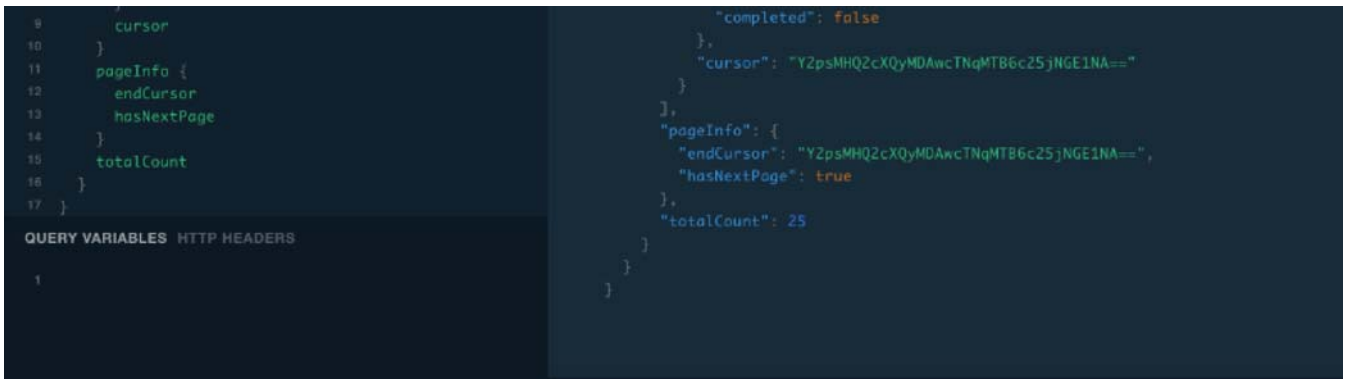 9 cursor
10 }
11 pageInfo {
12 endCursor
13 hasNextPage
14 }
15 totalCount
16 }
17 }
QUERY VARIABLES HTTP HEADERS
1
"completed": false
},
"cursor": "Y2psMHQ2cXQyMDAwcTNqMTB6c25jNGE1NA=="
}
],
"pageInfo": {
"endCursor": "Y2psMHQ2cXQyMDAwcTNqMTB6c25jNGE1NA==",
"hasNextPage": true
},
"totalCount": 25
}
}
}